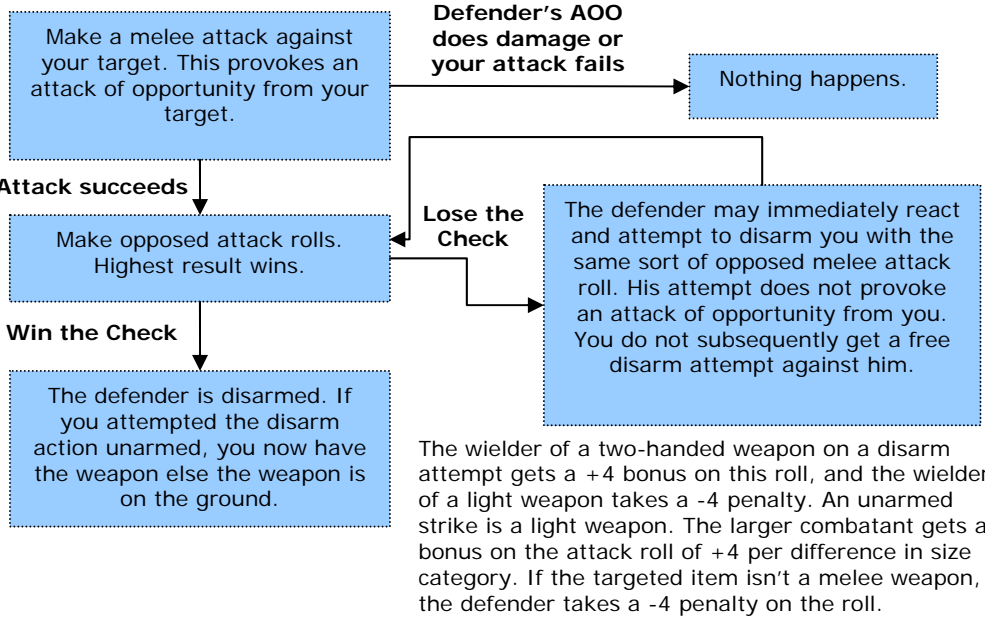 Make a melee attack against
your target. This provokes an
attack of opportunity from your
target.
Defender's AOO
does damage or
your attack fails
Nothing happens.
Attack succeeds
Make opposed attack rolls.
Highest result wins.
Lose the
Check
The defender may immediately react
and attempt to disarm you with the
same sort of opposed melee attack
roll. His attempt does not provoke
an attack of opportunity from you.
You do not subsequently get a free
disarm attempt against him.
Win the Check
The defender is disarmed. If
you attempted the disarm
action unarmed, you now have
the weapon else the weapon is
on the ground.
The wielder of a two-handed weapon on a disarm
attempt gets a +4 bonus on this roll, and the wielder
of a light weapon takes a -4 penalty. An unarmed
strike is a light weapon. The larger combatant gets a
bonus on the attack roll of +4 per difference in size
category. If the targeted item isn't a melee weapon,
the defender takes a -4 penalty on the roll.